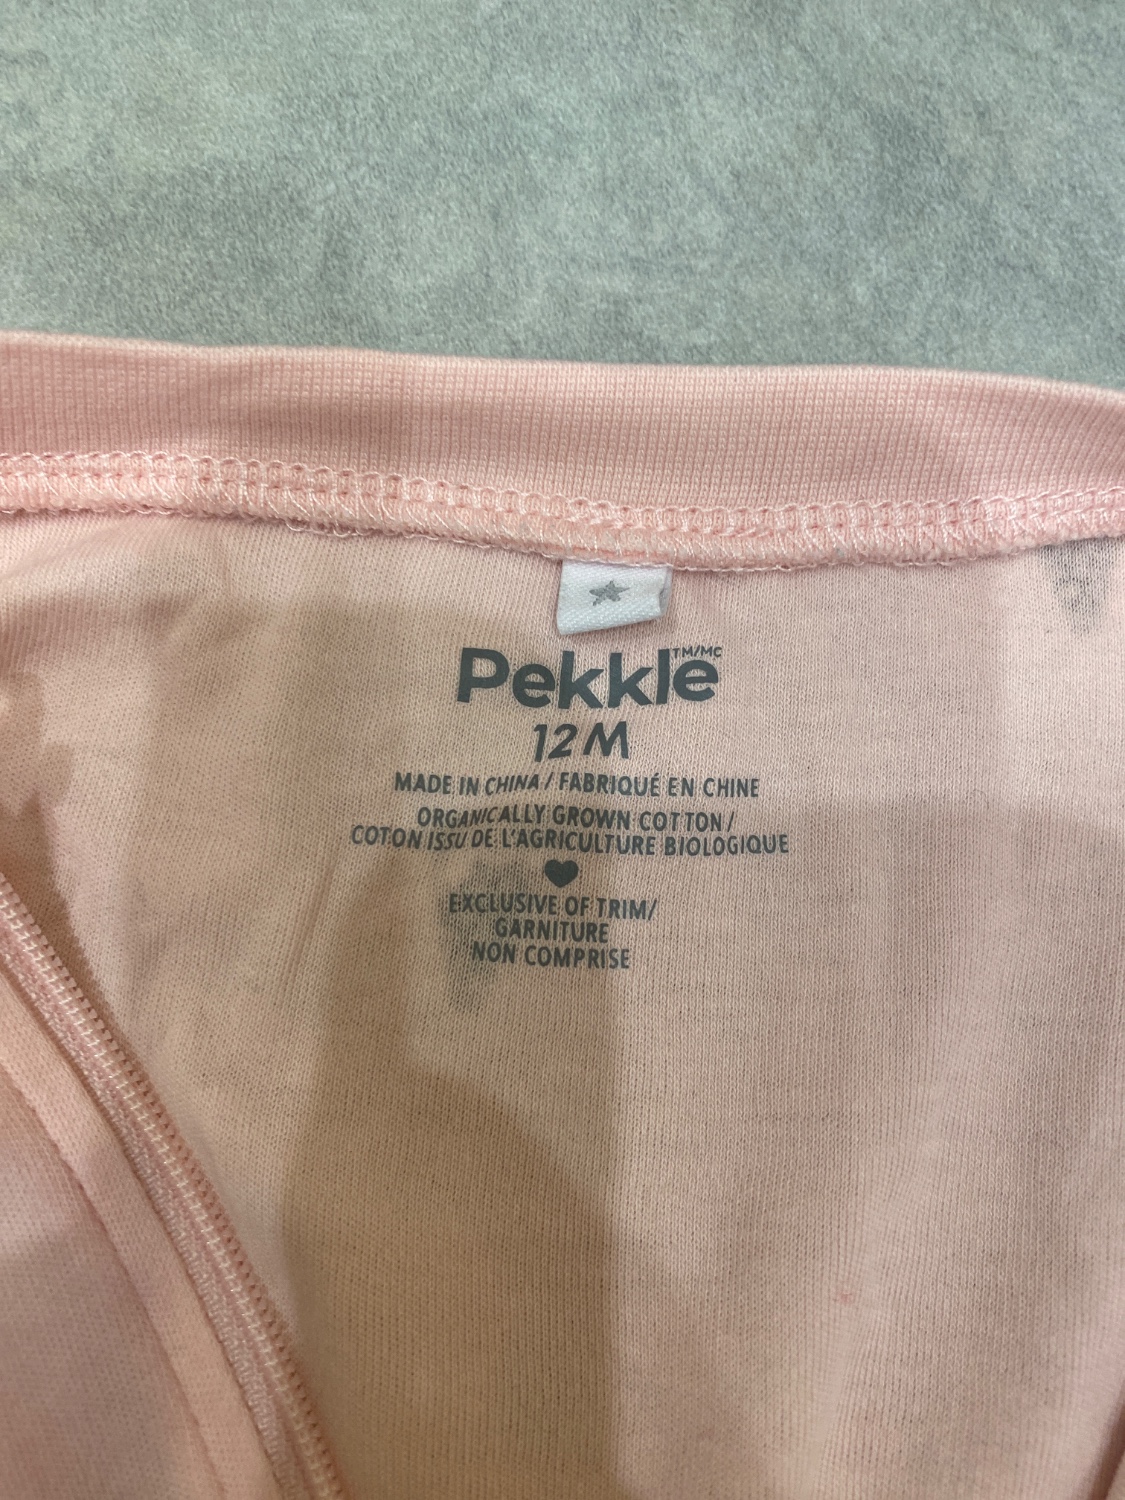 Pekkle™/MC
12M
MADE IN CHINA / FABRIQUÉ EN CHINE
ORGANICALLY GROWN COTTON /
COTON ISSU DE L'AGRICULTURE BIOLOGIQUE
EXCLUSIVE OF TRIM/
GARNITURE
NON COMPRISE